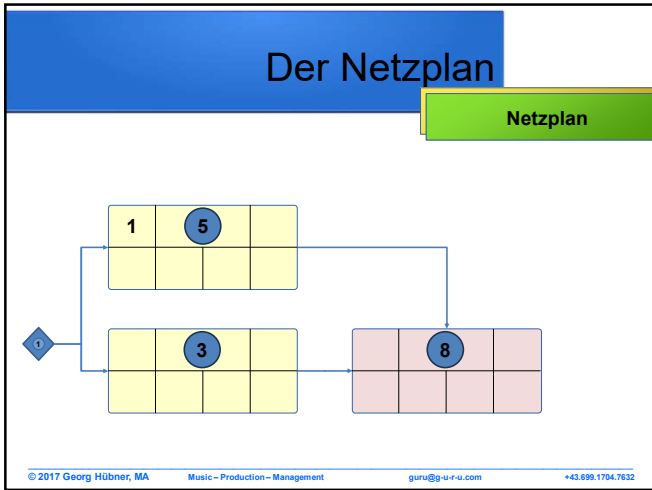 Der Netzplan
Netzplan
1 5
1
3
8
© 2017 Georg Hübner, MA Music – Production – Management guru@g-u-r-u.com +43.699.1704.7632